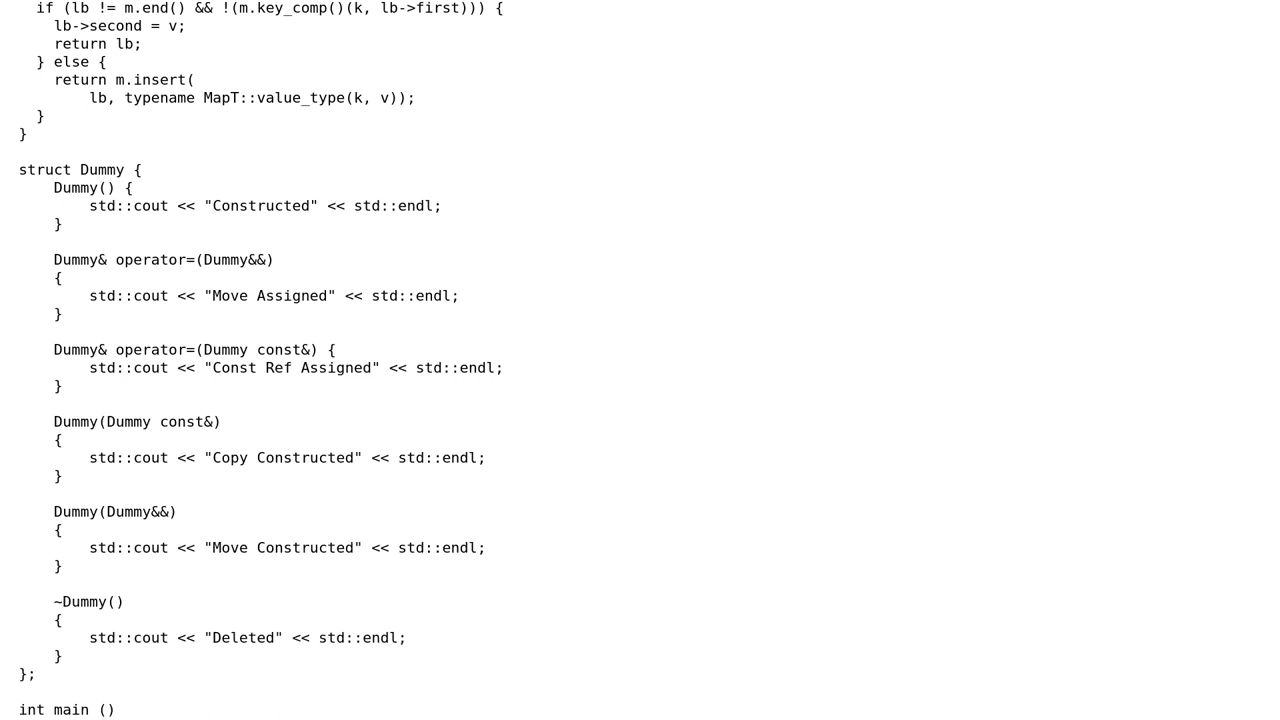 if (lb != m.end() && !(m.key_comp()(k, lb->first))) {
    lb->second = v;
    return lb;
  } else {
    return m.insert(
        lb, typename MapT::value_type(k, v));
  }
}

struct Dummy {
    Dummy() {
        std::cout << "Constructed" << std::endl;
    }

    Dummy& operator=(Dummy&&)
    {
        std::cout << "Move Assigned" << std::endl;
    }

    Dummy& operator=(Dummy const&) {
        std::cout << "Const Ref Assigned" << std::endl;
    }

    Dummy(Dummy const&)
    {
        std::cout << "Copy Constructed" << std::endl;
    }

    Dummy(Dummy&&)
    {
        std::cout << "Move Constructed" << std::endl;
    }

    ~Dummy()
    {
        std::cout << "Deleted" << std::endl;
    }
};

int main ()